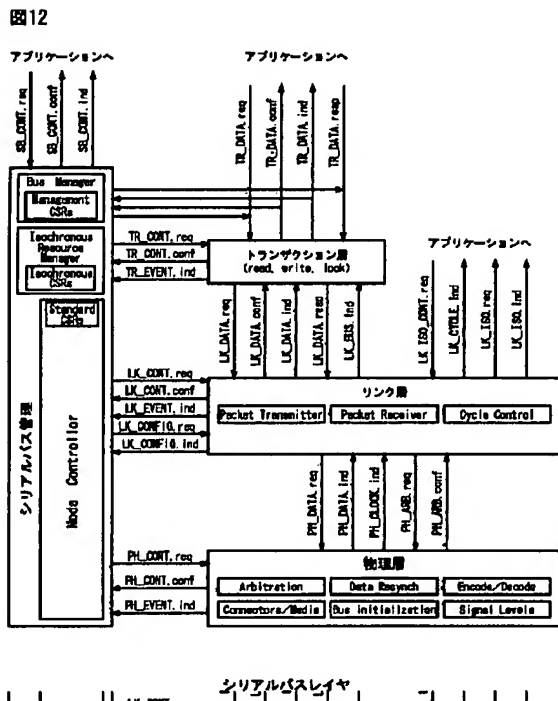 図12
アプリケーションへ
アプリケーションへ
SB_CONT.req
SB_CONT.conf
SB_CONT.ind
TR_DATA.req
TR-DATA.conf
TR_DATA.ind
TR_DATA.resp
Bus Manager
Management
CSRs
Isochronous
Resource
Manager
Isochronous
CSRs
TR_CONT.req
TR_CONT.conf
TR_EVENT.ind
トランザクション層
(read, write, lock)
アプリケーションへ
Standard
CSRs
LK_DATA.req
LK_DATA.conf
LK_DATA.ind
LK_DATA.resp
LK_BUS.ind
LK_ISO_CONT.req
LK_CYCLE.ind
LK_ISO.req
LK_ISO.ind
シリアルバス管理
Node Controller
LK_CONT.req
LK_CONT.conf
LK_EVENT.ind
LK_CONFIG.req
LK_CONFIG.ind
リンク層
Packet Transmitter
Packet Receiver
Cycle Control
PH_DATA.req
PH_DATA.ind
PH_CLOCK.ind
PH_ARB.req
PH_ARB.conf
PH_CONT.req
PH_CONT.conf
PH_EVENT.ind
物理層
Arbitration
Data Resynch
Encode/Decode
Connectors/Media
Bus initialization
Signal Levels
シリアルバスレイヤ